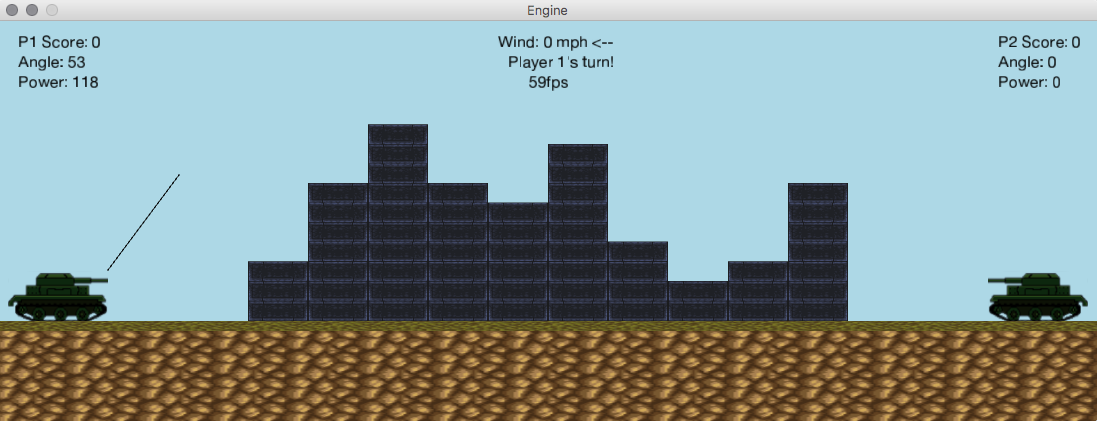 Engine
P1 Score: 0
Angle: 53
Power: 118
Wind: 0 mph <--
Player 1's turn!
59fps
P2 Score: 0
Angle: 0
Power: 0